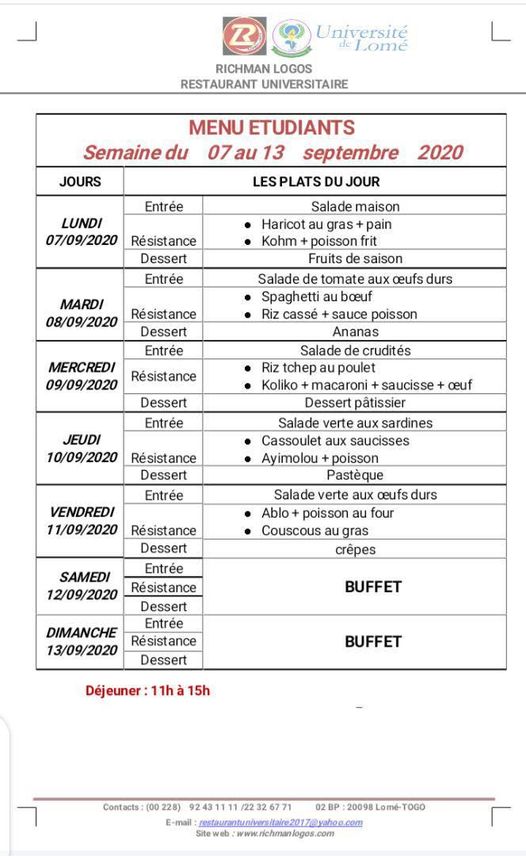 Université
de Lomé
RICHMAN LOGOS
RESTAURANT UNIVERSITAIRE
MENU ETUDIANTS
Semaine du 07 au 13 septembre 2020
JOURS LES PLATS DU JOUR
LUNDI
07/09/2020
Entrée Salade maison
Résistance
• Haricot au gras + pain
• Kohm + poisson frit
Dessert Fruits de saison
MARDI
08/09/2020
Entrée Salade de tomate aux œufs durs
Résistance
• Spaghetti au bœuf
• Riz cassé + sauce poisson
Dessert Ananas
MERCREDI
09/09/2020
Entrée Salade de crudités
Résistance
• Riz tchep au poulet
• Koliko + macaroni + saucisse + œuf
Dessert Dessert pâtissier
JEUDI
10/09/2020
Entrée Salade verte aux sardines
Résistance
• Cassoulet aux saucisses
• Ayimolou + poisson
Dessert Pastèque
VENDREDI
11/09/2020
Entrée Salade verte aux œufs durs
Résistance
• Ablo + poisson au four
• Couscous au gras
Dessert crêpes
SAMEDI
12/09/2020
Entrée
Résistance BUFFET
Dessert
DIMANCHE
13/09/2020
Entrée
Résistance BUFFET
Dessert
Déjeuner : 11h à 15h
Contacts : (00 228) 92 43 11 11 /22 32 67 71 02 BP : 20098 Lomé-TOGO
E-mail : restaurantuniversitaire2017@yahoo.com
Site web : www.richmanlogos.com